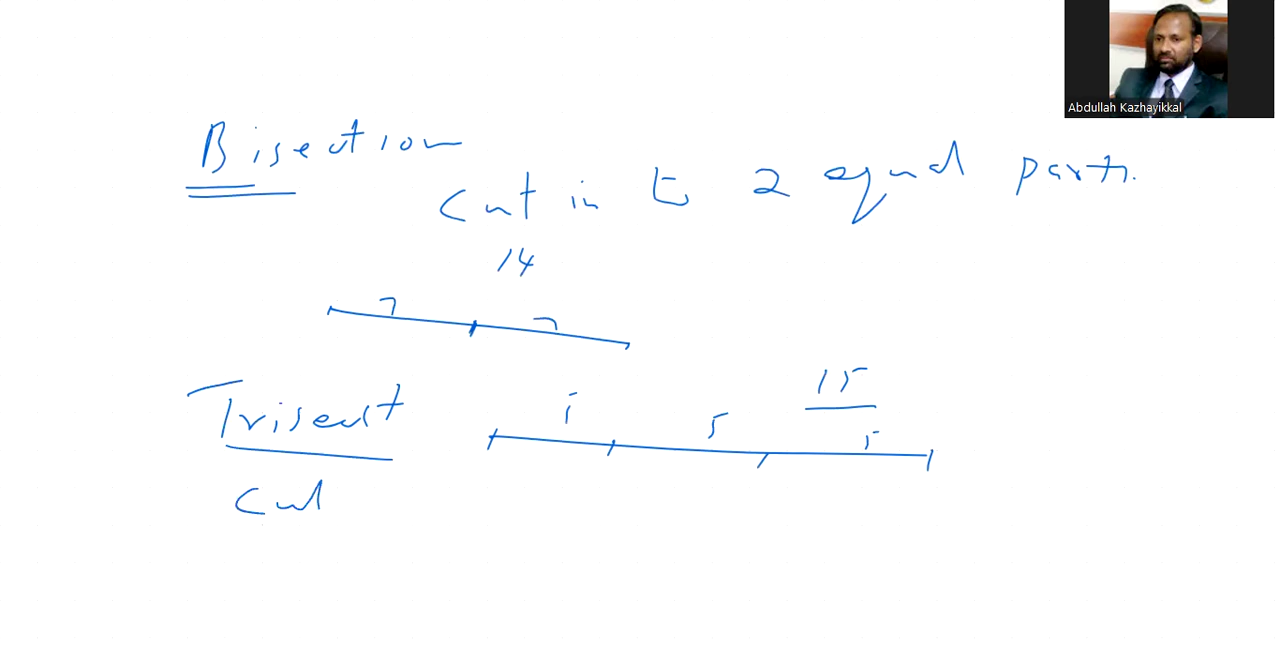 Abdullah Kazhayikkal
Bisection
cut in to 2 equal parts.
14
7 7
15
Trisect 5 5 5
cut